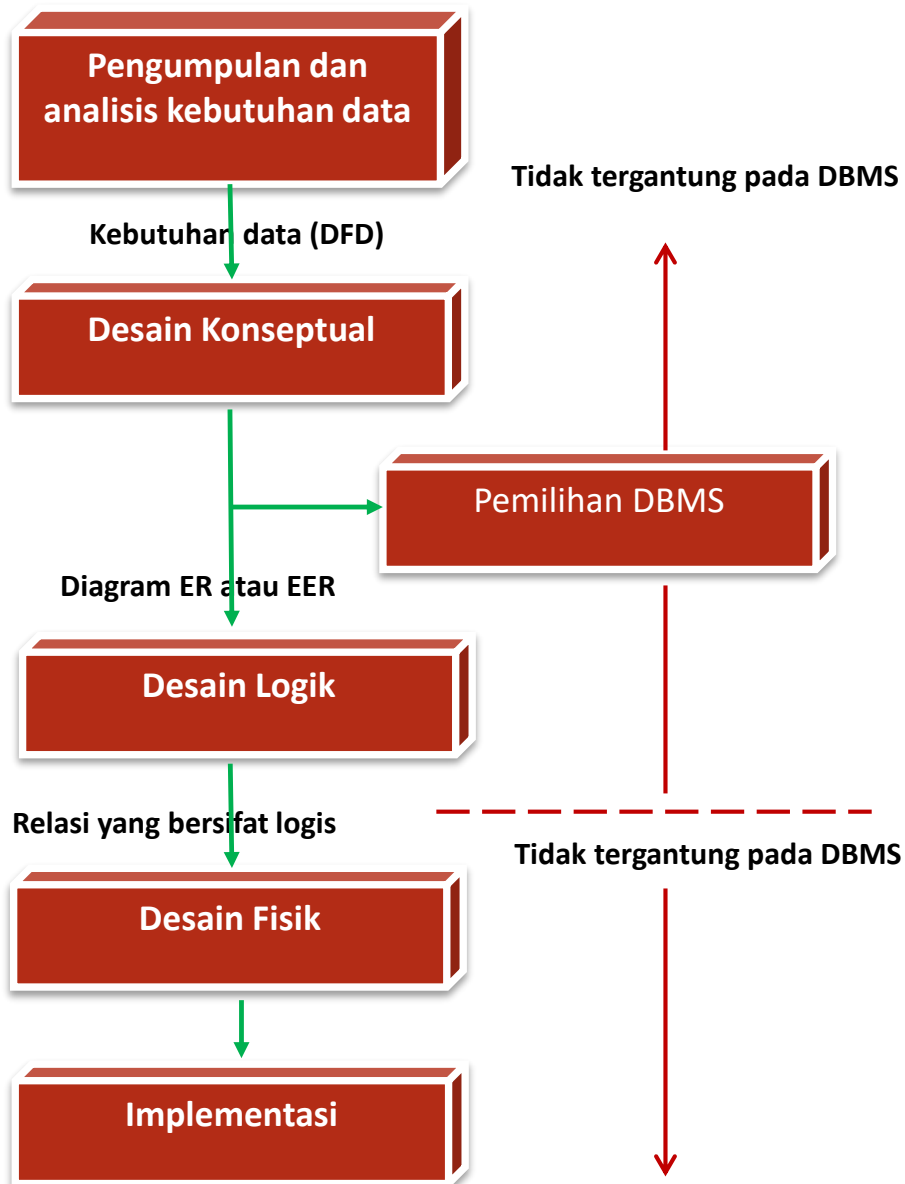 Pengumpulan dan
analisis kebutuhan data
Tidak tergantung pada DBMS
Kebutuhan data (DFD)
Desain Konseptual
Pemilihan DBMS
Diagram ER atau EER
Desain Logik
Relasi yang bersifat logis
Tidak tergantung pada DBMS
Desain Fisik
Implementasi